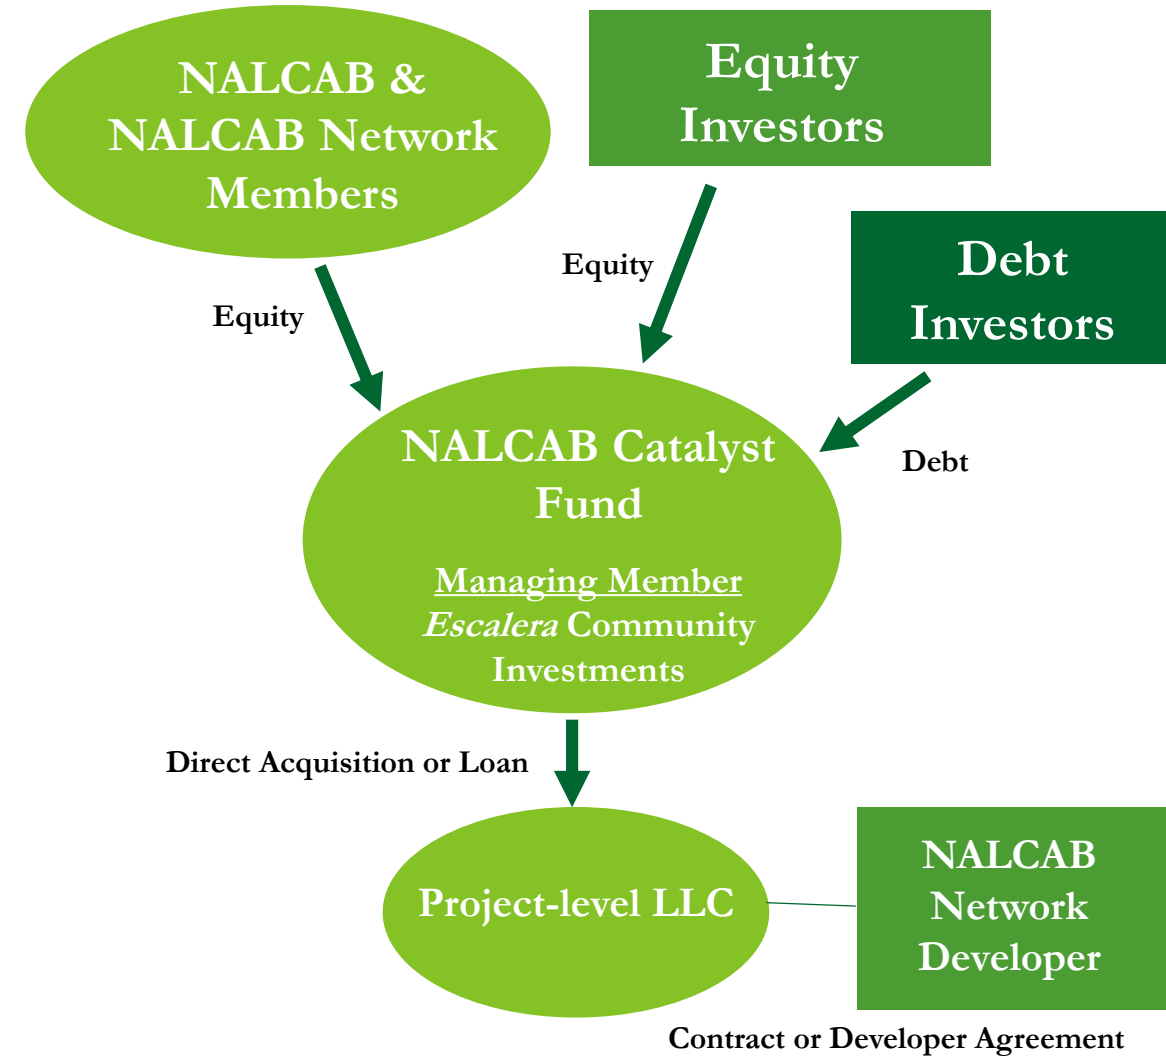 NALCAB &
NALCAB Network
Members
Equity
Investors
Debt
Investors
Equity
Equity
Debt
NALCAB Catalyst
Fund
Managing Member
Escalera Community
Investments
Direct Acquisition or Loan
Project-level LLC
NALCAB
Network
Developer
Contract or Developer Agreement